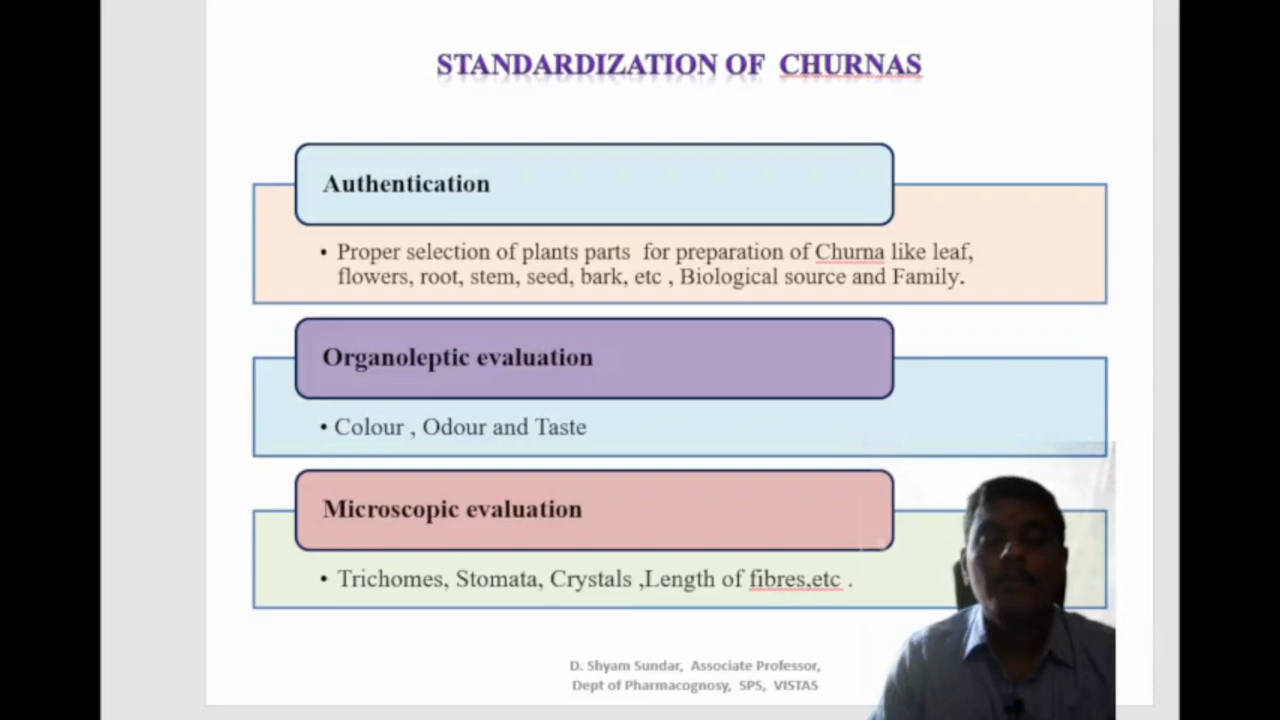 STANDARDIZATION OF CHURNAS
Authentication
• Proper selection of plants parts for preparation of Churna like leaf,
flowers, root, stem, seed, bark, etc , Biological source and Family.
Organoleptic evaluation
• Colour , Odour and Taste
Microscopic evaluation
• Trichomes, Stomata, Crystals ,Length of fibres,etc .
D. Shyam Sundar, Associate Professor,
Dept of Pharmacognosy, SPS, VISTAS